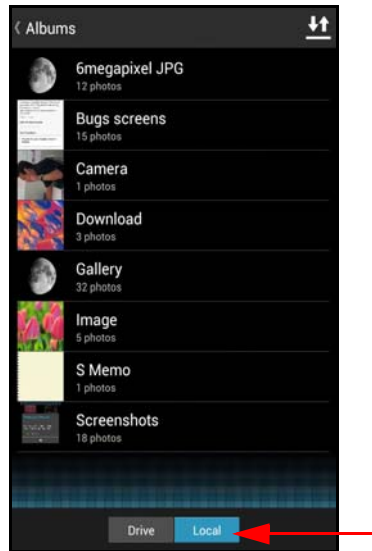 Albums
6megapixel JPG
12 photos
Bugs screens
15 photos
Camera
1 photos
Download
3 photos
Gallery
32 photos
Image
5 photos
S Memo
1 photos
Screenshots
18 photos
Drive Local